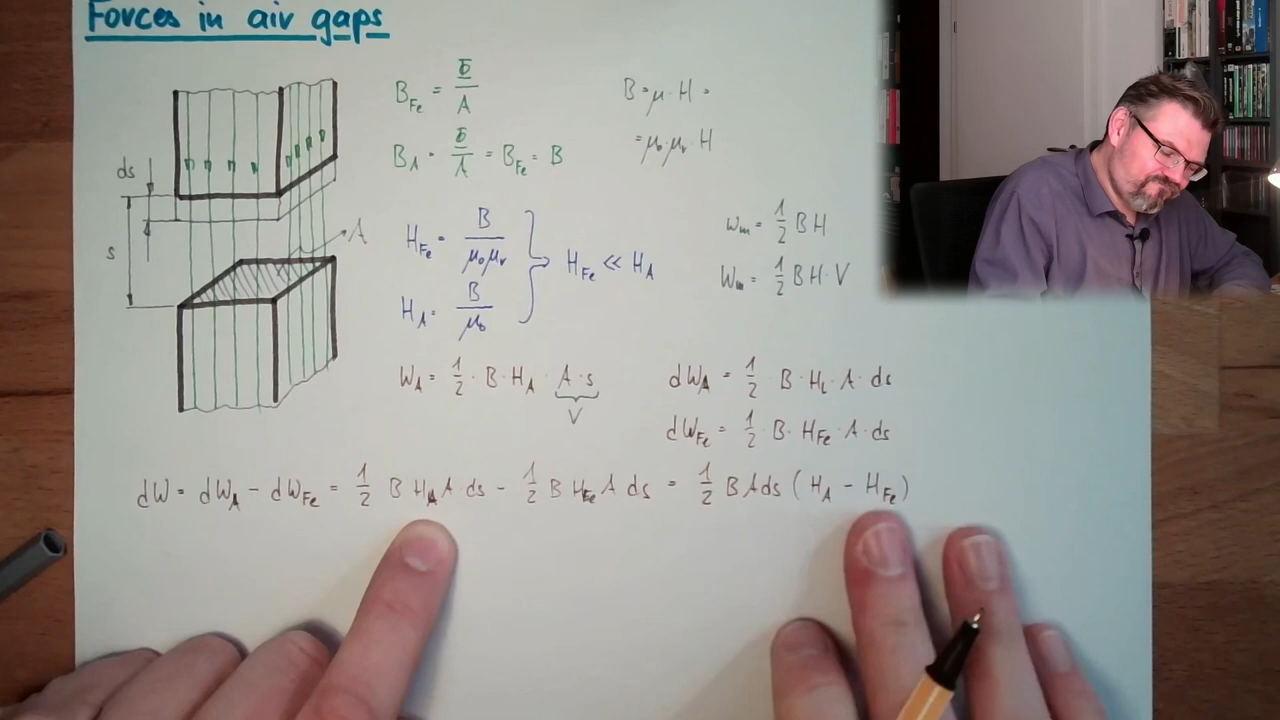 Forces in air gaps
B_Fe = Φ/A
B = μ · H =
= μ₀ · μᵣ · H
B_A = Φ/A = B_Fe = B
ds
s
A
H_Fe = B/(μ₀μᵣ)
H_A = B/μ₀
} ⇒ H_Fe ≪ H_A
w_m = 1/2 B H
W_m = 1/2 B H · V
W_A = 1/2 · B · H_A · A · s
V
dW_A = 1/2 B · H_L · A · ds
dW_Fe = 1/2 · B · H_Fe · A · ds
dW = dW_A − dW_Fe = 1/2 B H_A A ds − 1/2 B H_Fe A ds = 1/2 B A ds (H_A − H_Fe)